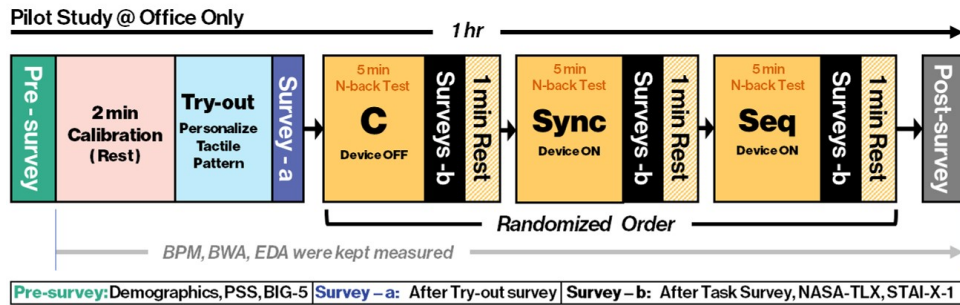 Pilot Study @ Office Only
1 hr
Pre - survey
2 min
Calibration
(Rest)
Try-out
Personalize
Tactile
Pattern
Survey - a
5 min
N-back Test
C
Device OFF
Surveys -b
1 min Rest
5 min
N-back Test
Sync
Device ON
Surveys -b
1 min Rest
5 min
N-back Test
Seq
Device ON
Surveys -b
1 min Rest
Post-survey
Randomized Order
BPM, BWA, EDA were kept measured
Pre-survey: Demographics, PSS, BIG-5 Survey – a: After Try-out survey Survey – b: After Task Survey, NASA-TLX, STAI-X-1